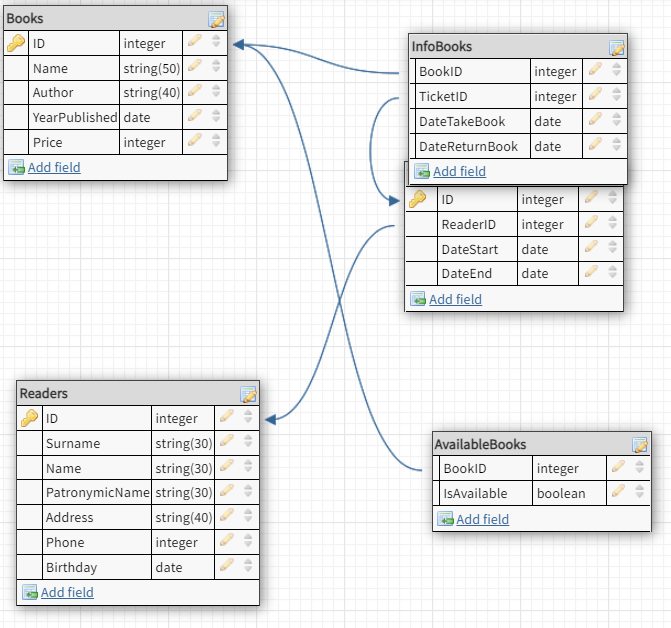 Books
ID integer
Name string(50)
Author string(40)
YearPublished date
Price integer
Add field
InfoBooks
BookID integer
TicketID integer
DateTakeBook date
DateReturnBook date
Add field
ID integer
ReaderID integer
DateStart date
DateEnd date
Add field
Readers
ID integer
Surname string(30)
Name string(30)
PatronymicName string(30)
Address string(40)
Phone integer
Birthday date
Add field
AvailableBooks
BookID integer
IsAvailable boolean
Add field